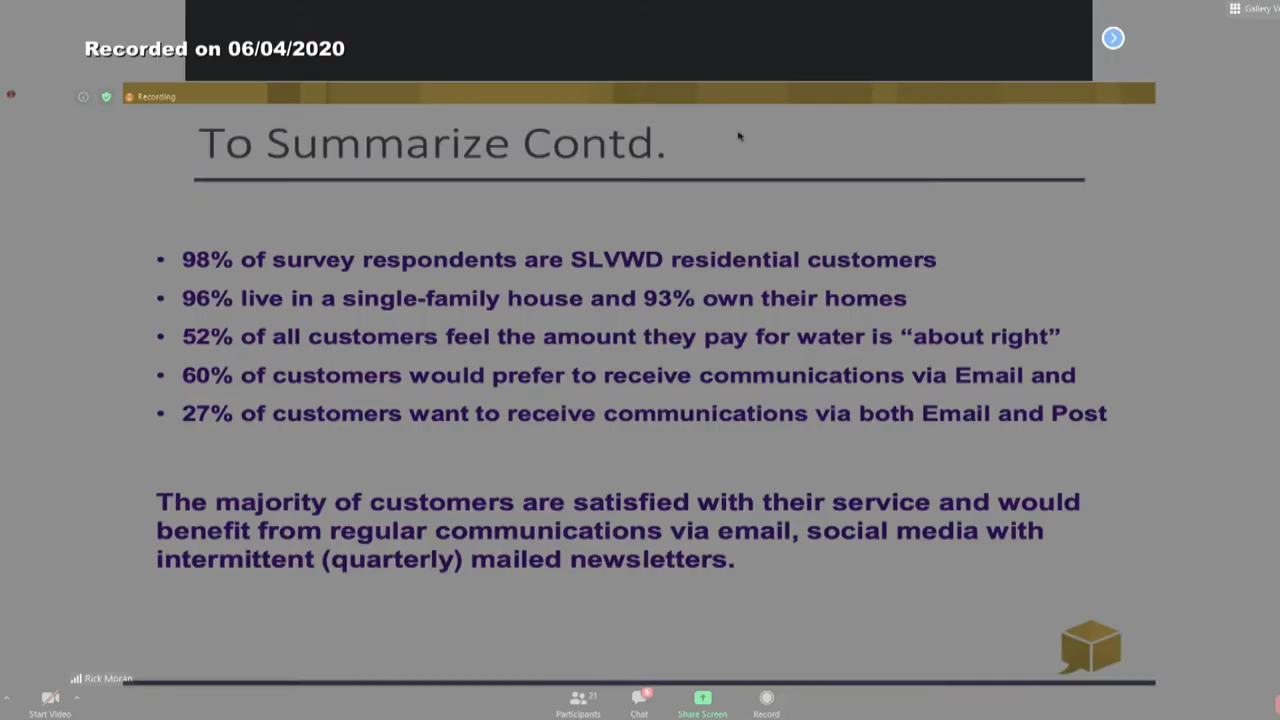 Gallery V
Recorded on 06/04/2020
Recording
To Summarize Contd.
• 98% of survey respondents are SLVWD residential customers
• 96% live in a single-family house and 93% own their homes
• 52% of all customers feel the amount they pay for water is “about right”
• 60% of customers would prefer to receive communications via Email and
• 27% of customers want to receive communications via both Email and Post
The majority of customers are satisfied with their service and would
benefit from regular communications via email, social media with
intermittent (quarterly) mailed newsletters.
Rick Moran
21
6
Start Video
Participants
Chat
Share Screen
Record